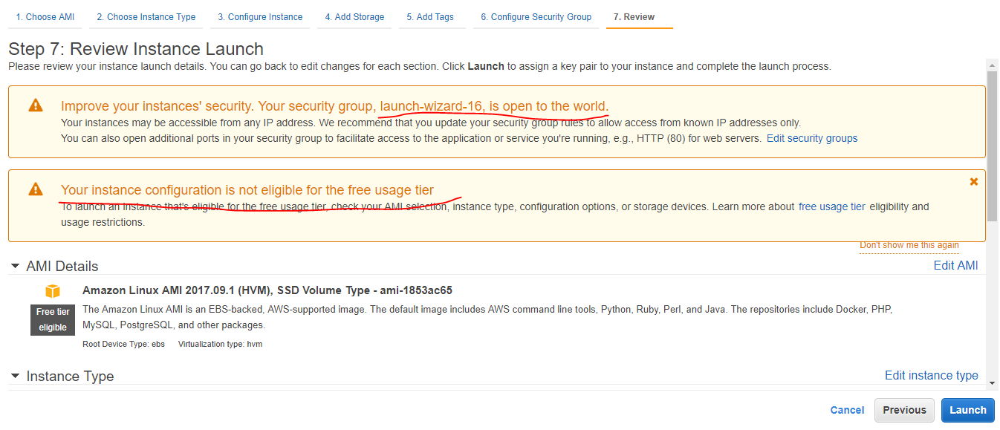 1. Choose AMI 2. Choose Instance Type 3. Configure Instance 4. Add Storage 5. Add Tags 6. Configure Security Group 7. Review
Step 7: Review Instance Launch
Please review your instance launch details. You can go back to edit changes for each section. Click Launch to assign a key pair to your instance and complete the launch process.
Improve your instances' security. Your security group, launch-wizard-16, is open to the world.
Your instances may be accessible from any IP address. We recommend that you update your security group rules to allow access from known IP addresses only.
You can also open additional ports in your security group to facilitate access to the application or service you're running, e.g., HTTP (80) for web servers. Edit security groups
Your instance configuration is not eligible for the free usage tier
To launch an instance that's eligible for the free usage tier, check your AMI selection, instance type, configuration options, or storage devices. Learn more about free usage tier eligibility and
usage restrictions.
Don't show me this again
AMI Details Edit AMI
Amazon Linux AMI 2017.09.1 (HVM), SSD Volume Type - ami-1853ac65
Free tier
eligible
The Amazon Linux AMI is an EBS-backed, AWS-supported image. The default image includes AWS command line tools, Python, Ruby, Perl, and Java. The repositories include Docker, PHP,
MySQL, PostgreSQL, and other packages.
Root Device Type: ebs Virtualization type: hvm
Instance Type Edit instance type
Cancel Previous Launch